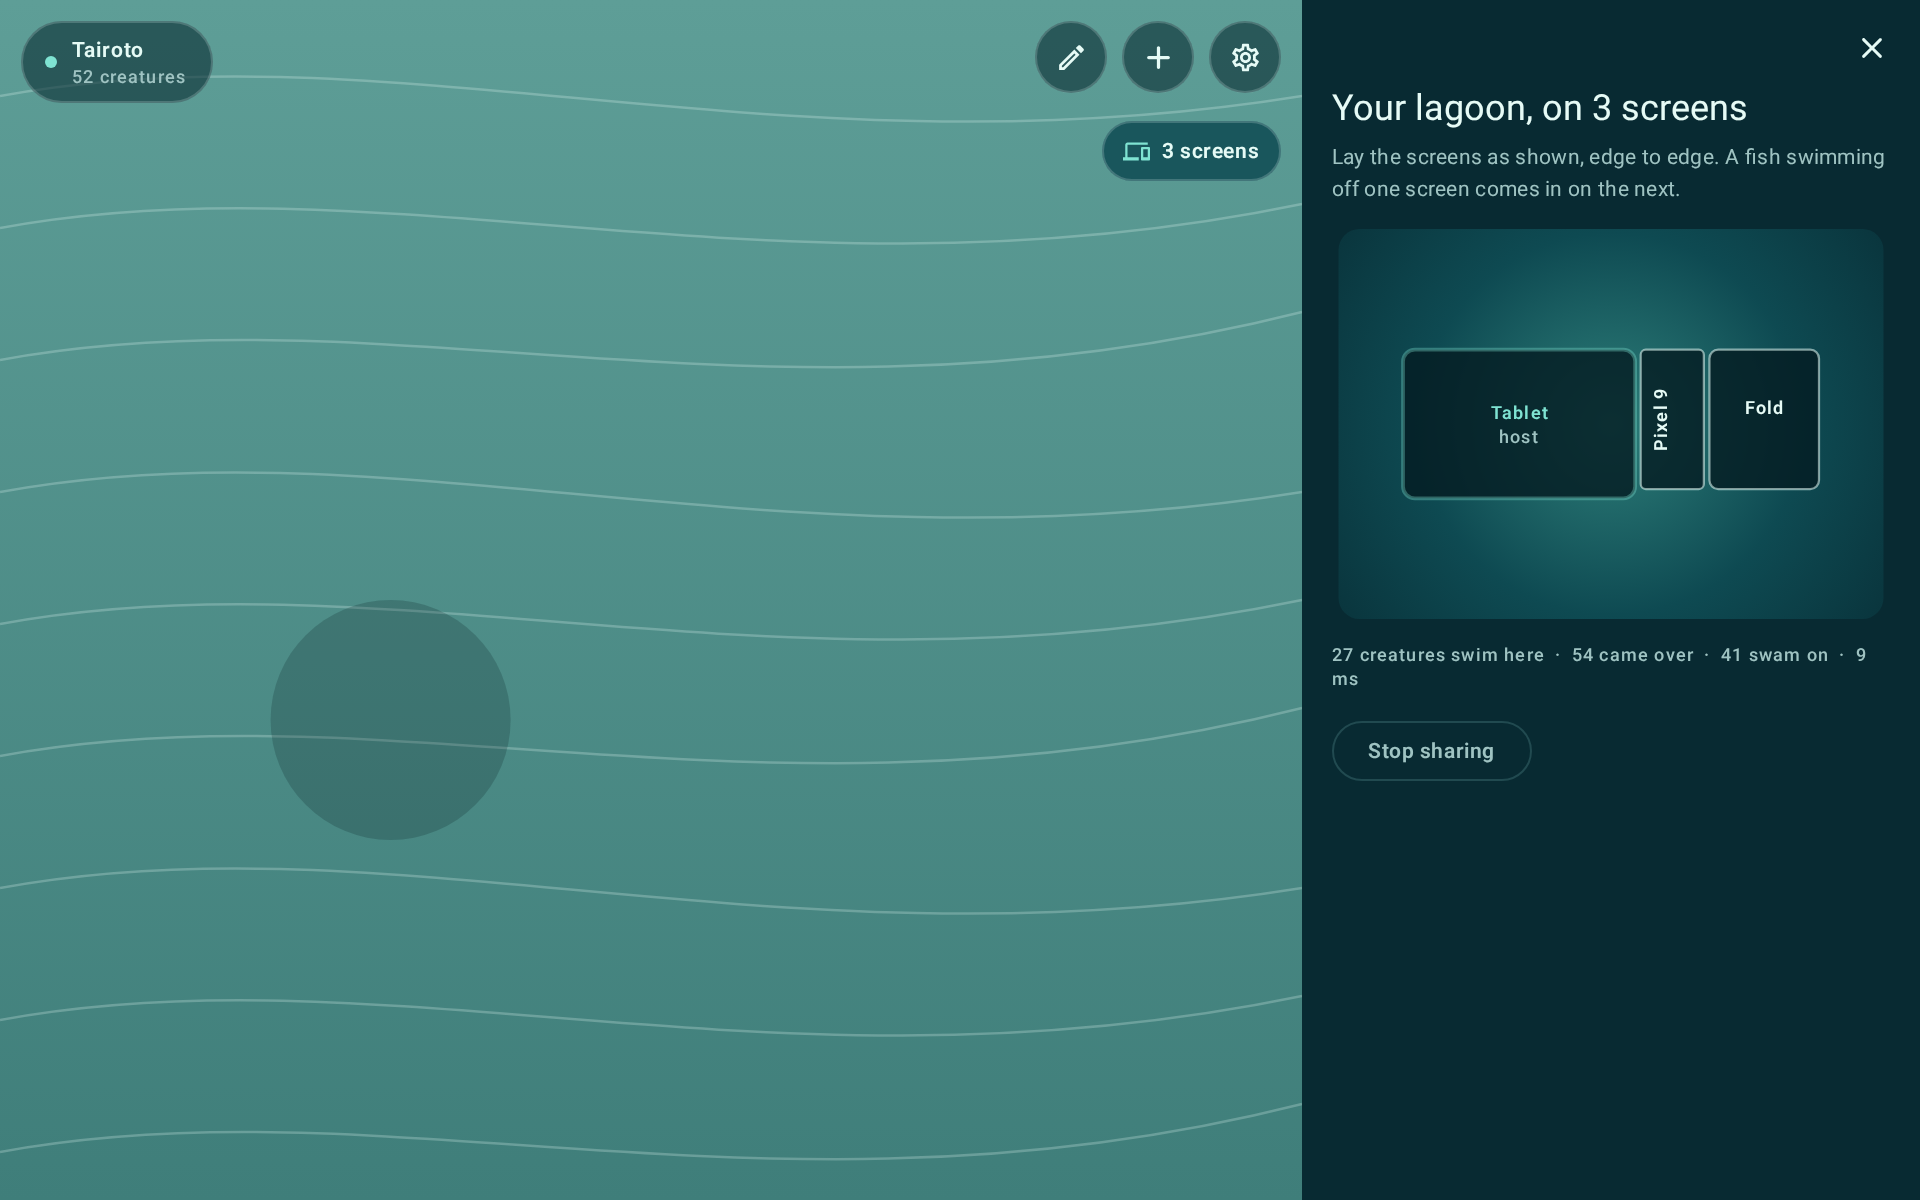 Tairoto
52 creatures
3 screens
Your lagoon, on 3 screens
Lay the screens as shown, edge to edge. A fish swimming
off one screen comes in on the next.
Tablet
host
Pixel 9
Fold
27 creatures swim here · 54 came over · 41 swam on · 9
ms
Stop sharing